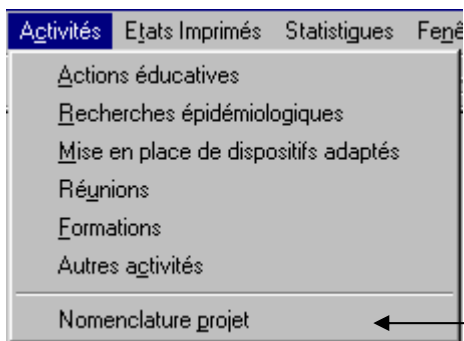 Activités Etats Imprimés Statistigues Fenê
Actions éducatives
Recherches épidémiologiques
Mise en place de dispositifs adaptés
Réunions
Formations
Autres activités
Nomenclature projet